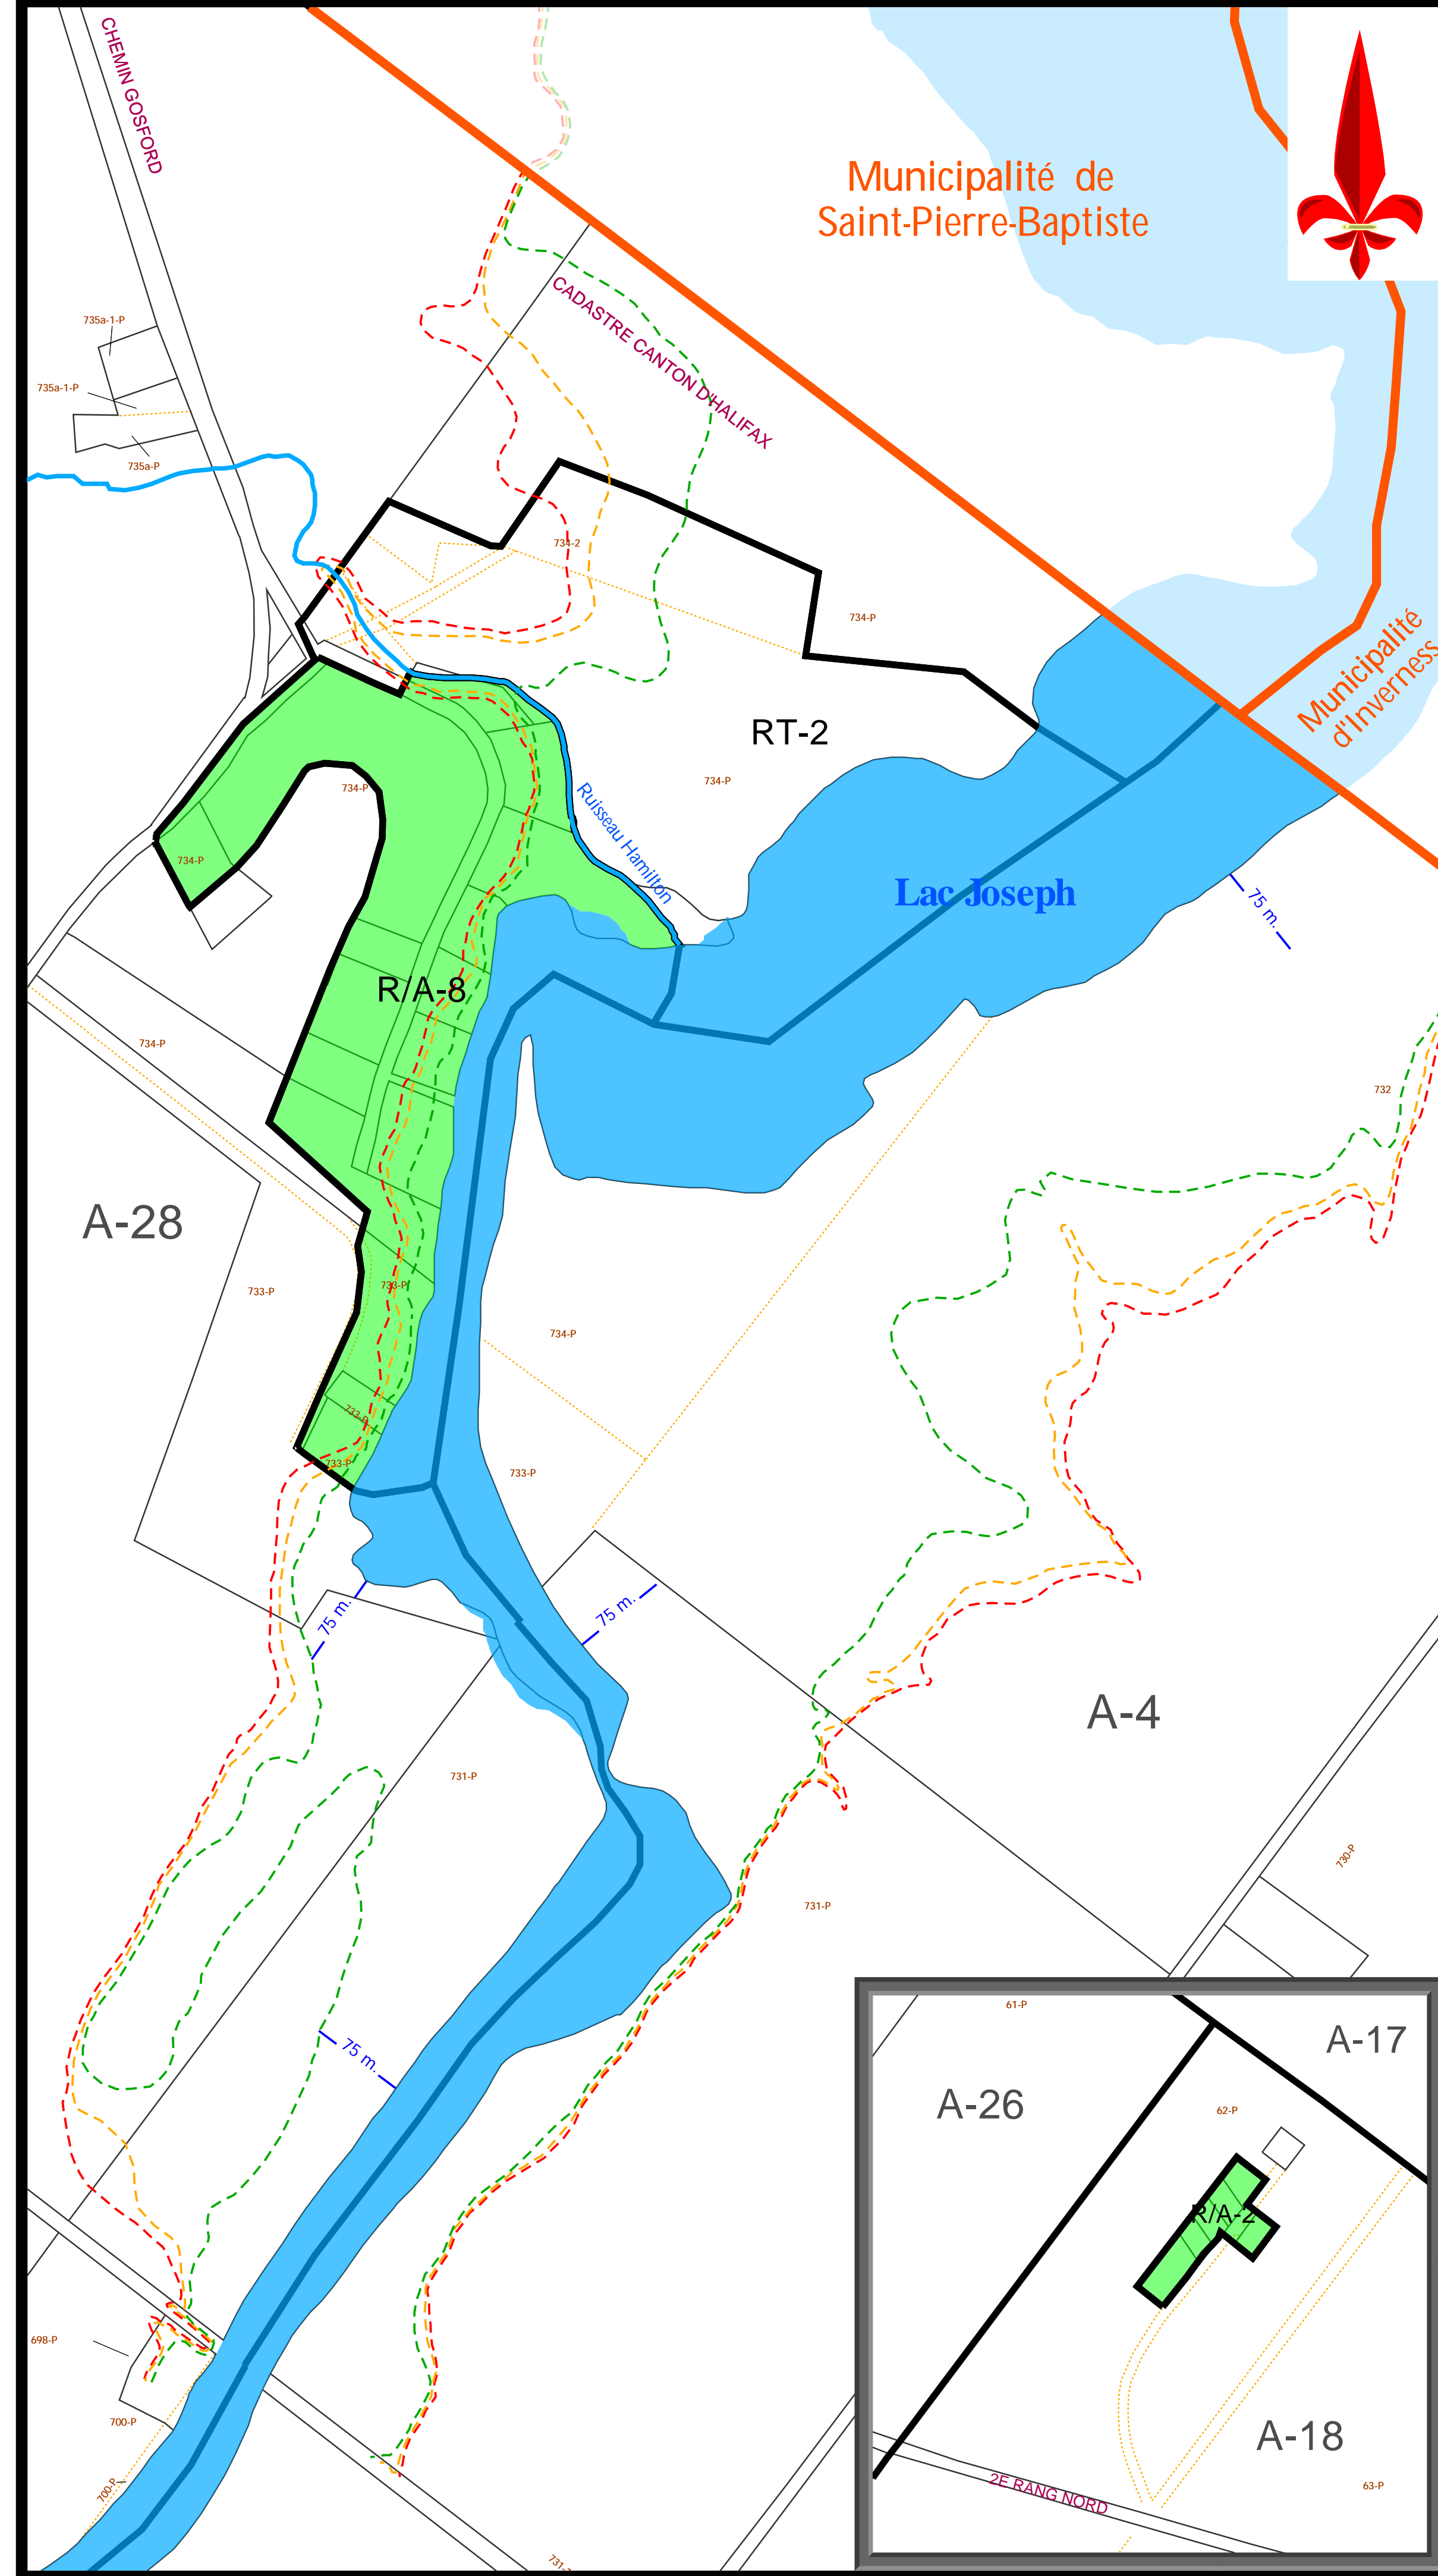 CHEMIN GOSFORD
Municipalité de
Saint-Pierre-Baptiste
CADASTRE CANTON D'HALIFAX
735a-1-P
735a-1-P
735a-P
734-2
734-P
Municipalité
d'Inverness
RT-2
734-P
734-P
Ruisseau Hamilton
734-P
Lac Joseph
75 m.
R/A-8
734-P
732
A-28
733-P
733-P
734-P
733-P
733-P
733-P
75 m.
75 m.
A-4
731-P
730-P
731-P
75 m.
698-P
700-P
700-P
61-P
A-17
A-26
62-P
R/A-2
A-18
2E RANG NORD
63-P